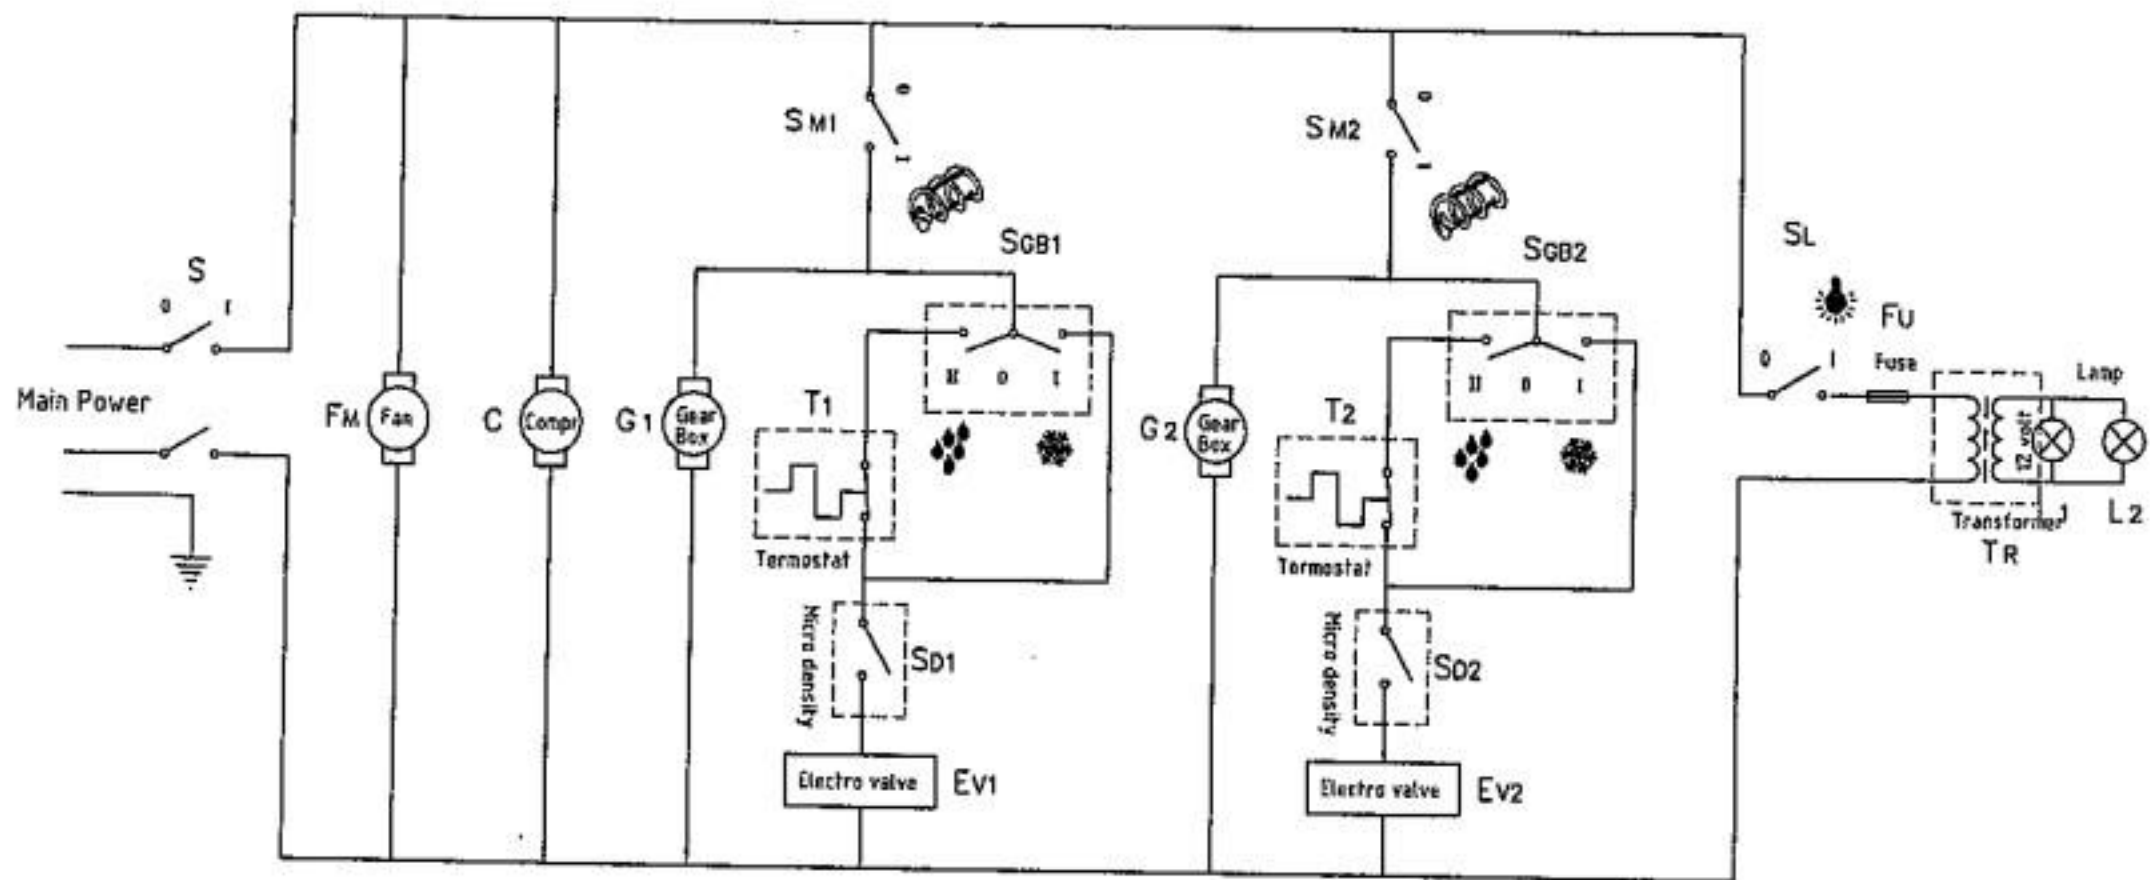 S
0 I
Main Power
FM Fan
C Compr
G1 Gear Box
SM1
0
I
SGB1
II 0 I
T1
Termostat
Micro density
SD1
Electro valve EV1
SM2
0
I
SGB2
II 0 I
G2 Gear Box
T2
Tormostat
Micro density
SD2
Electro valve EV2
SL
0 I
FU
Fuse
12 volt
Lamp
L1 L2
Transformer
TR